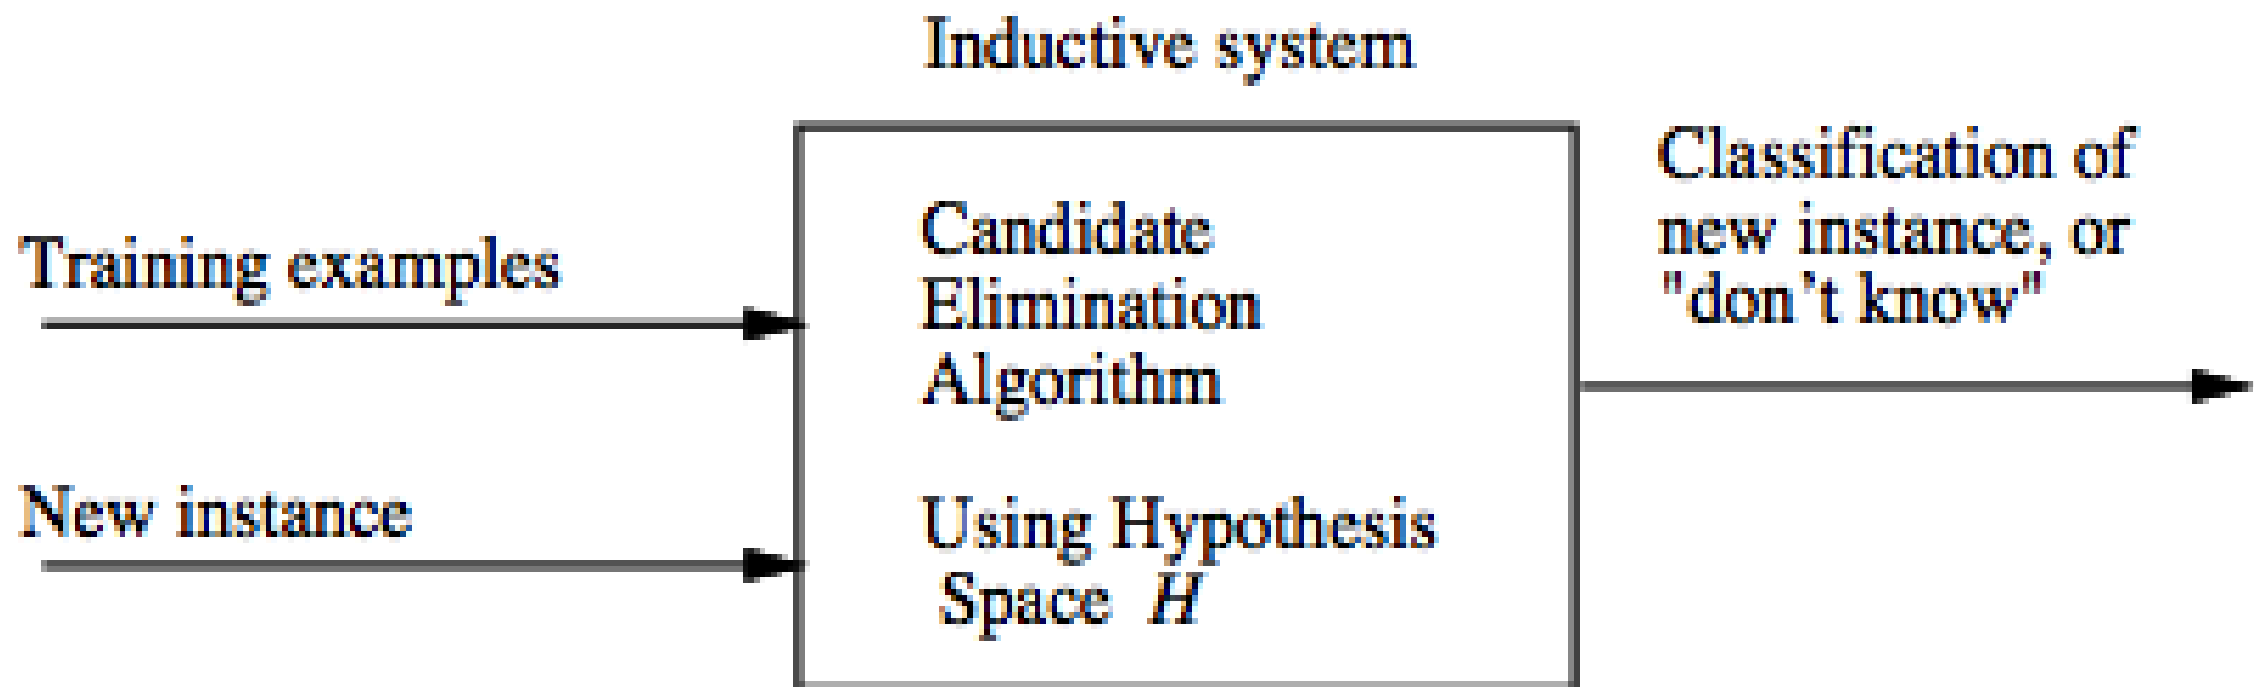 Inductive system
Training examples
New instance
Candidate
Elimination
Algorithm
Using Hypothesis
Space H
Classification of
new instance, or
"don't know"